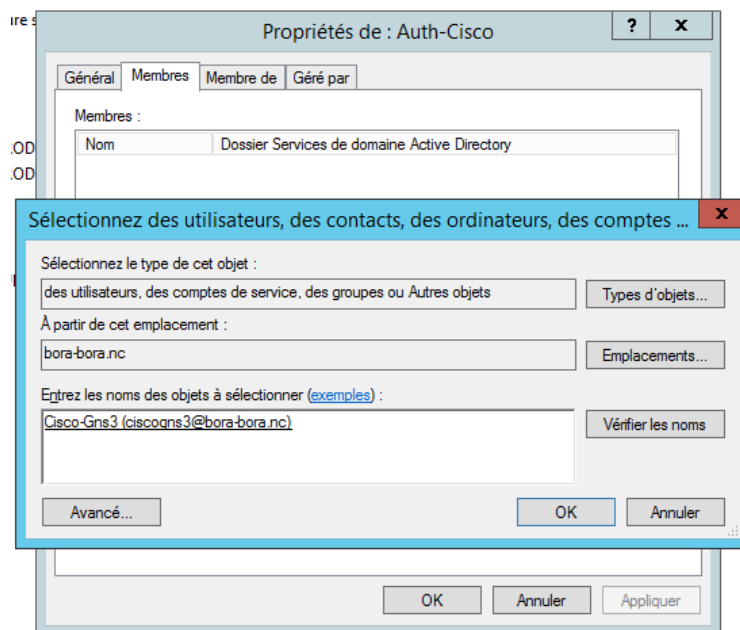 Propriétés de : Auth-Cisco
? x
Général Membres Membre de Géré par
Membres :
Nom Dossier Services de domaine Active Directory
Sélectionnez des utilisateurs, des contacts, des ordinateurs, des comptes ... x
Sélectionnez le type de cet objet :
des utilisateurs, des comptes de service, des groupes ou Autres objets
Types d'objets...
À partir de cet emplacement :
bora-bora.nc
Emplacements...
Entrez les noms des objets à sélectionner (exemples) :
Cisco-Gns3 (ciscogns3@bora-bora.nc)
Vérifier les noms
Avancé... OK Annuler
OK Annuler Appliquer